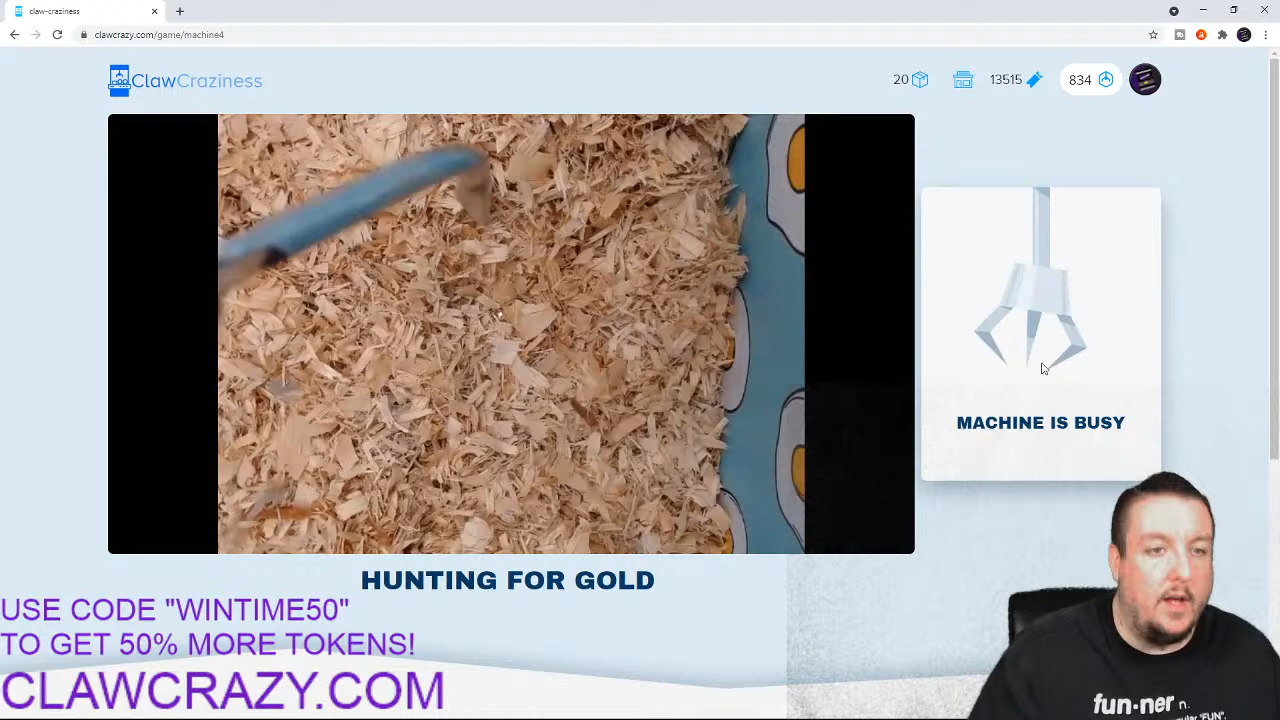 claw-craziness
clawcrazy.com/game/machine4
ClawCraziness
20
13515
834
MACHINE IS BUSY
HUNTING FOR GOLD
USE CODE "WINTIME50"
TO GET 50% MORE TOKENS!
CLAWCRAZY.COM
fun·ner n.
"FUN".